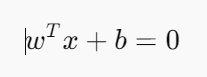 w^T x + b = 0